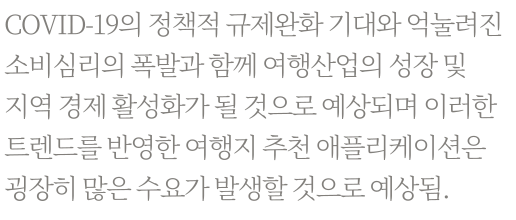 COVID-19의 정책적 규제완화 기대와 억눌려진
소비심리의 폭발과 함께 여행산업의 성장 및
지역 경제 활성화가 될 것으로 예상되며 이러한
트렌드를 반영한 여행지 추천 애플리케이션은
굉장히 많은 수요가 발생할 것으로 예상됨.